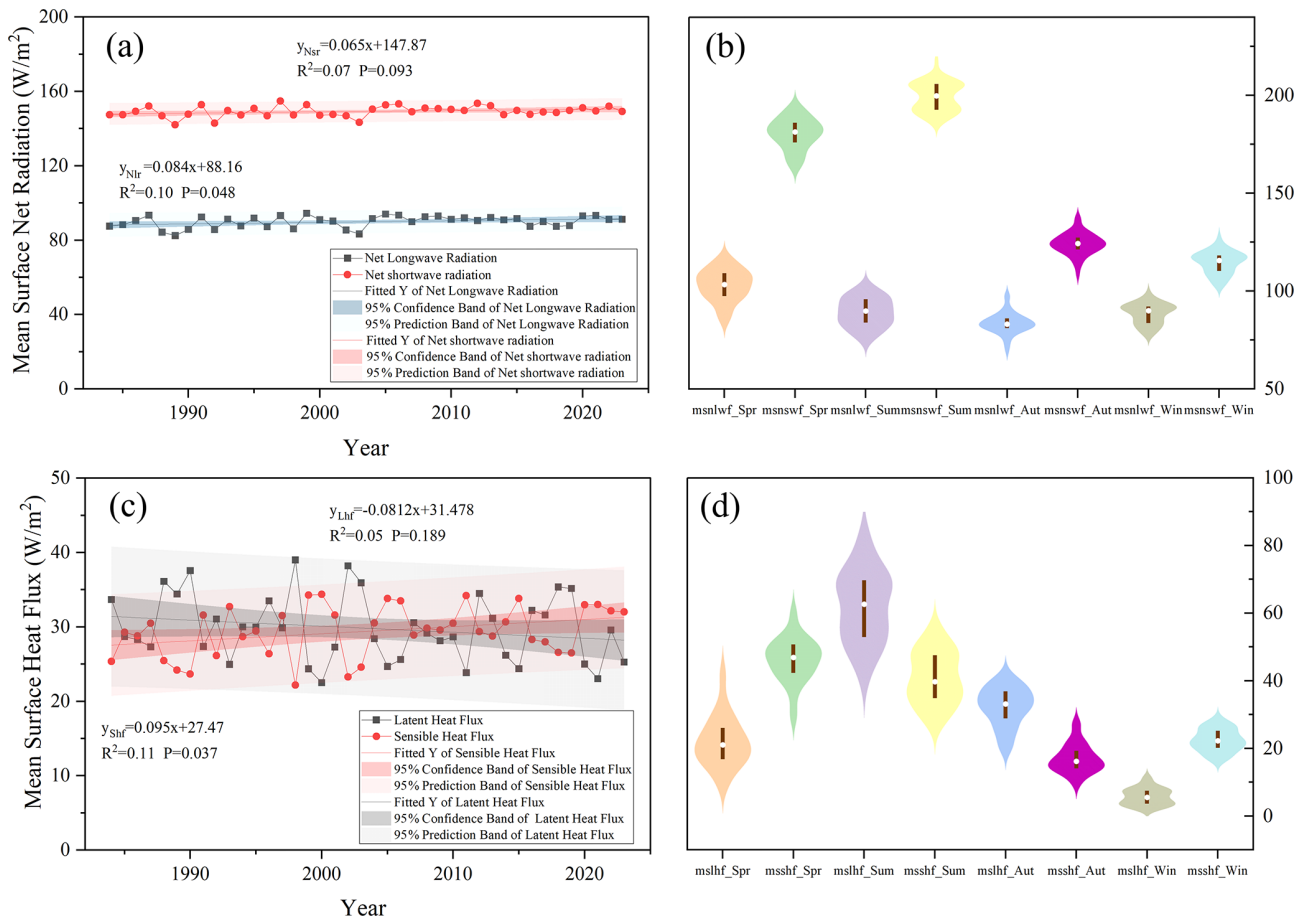 (a)
Mean Surface Net Radiation (W/m²)
200
160
120
80
40
0
y_Nsr=0.065x+147.87
R²=0.07 P=0.093
y_Nlr=0.084x+88.16
R²=0.10 P=0.048
Net Longwave Radiation
Net shortwave radiation
Fitted Y of Net Longwave Radiation
95% Confidence Band of Net Longwave Radiation
95% Prediction Band of Net Longwave Radiation
Fitted Y of Net shortwave radiation
95% Confidence Band of Net shortwave radiation
95% Prediction Band of Net shortwave radiation
1990 2000 2010 2020
Year
(b)
200
150
100
50
msnlwf_Spr msnswf_Spr msnlwf_Sum msnswf_Sum msnlwf_Aut msnswf_Aut msnlwf_Win msnswf_Win
(c)
Mean Surface Heat Flux (W/m²)
50
40
30
20
10
0
y_Lhf=-0.0812x+31.478
R²=0.05 P=0.189
y_Shf=0.095x+27.47
R²=0.11 P=0.037
Latent Heat Flux
Sensible Heat Flux
Fitted Y of Sensible Heat Flux
95% Confidence Band of Sensible Heat Flux
95% Prediction Band of Sensible Heat Flux
Fitted Y of Latent Heat Flux
95% Confidence Band of Latent Heat Flux
95% Prediction Band of Latent Heat Flux
1990 2000 2010 2020
Year
(d)
100
80
60
40
20
0
mslhf_Spr msshf_Spr mslhf_Sum msshf_Sum mslhf_Aut msshf_Aut mslhf_Win msshf_Win